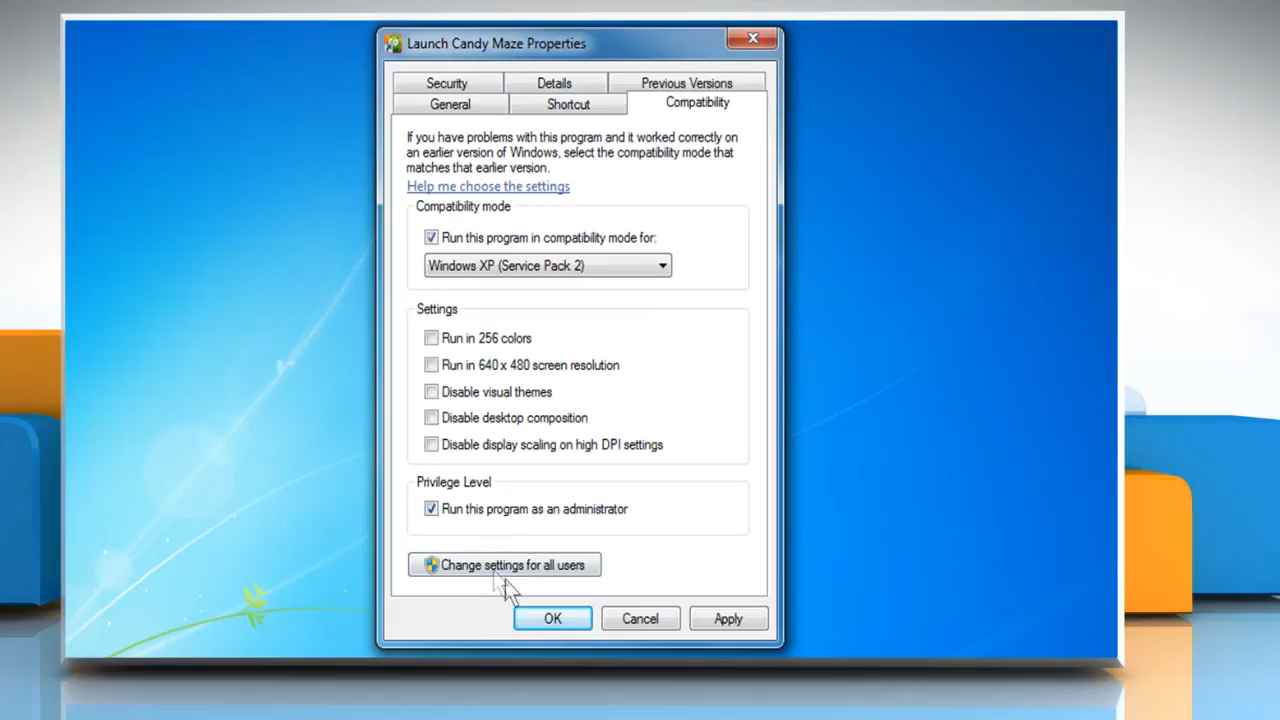 Launch Candy Maze Properties
Security Details Previous Versions
General Shortcut Compatibility
If you have problems with this program and it worked correctly on
an earlier version of Windows, select the compatibility mode that
matches that earlier version.
Help me choose the settings
Compatibility mode
Run this program in compatibility mode for:
Windows XP (Service Pack 2)
Settings
Run in 256 colors
Run in 640 x 480 screen resolution
Disable visual themes
Disable desktop composition
Disable display scaling on high DPI settings
Privilege Level
Run this program as an administrator
Change settings for all users
OK Cancel Apply